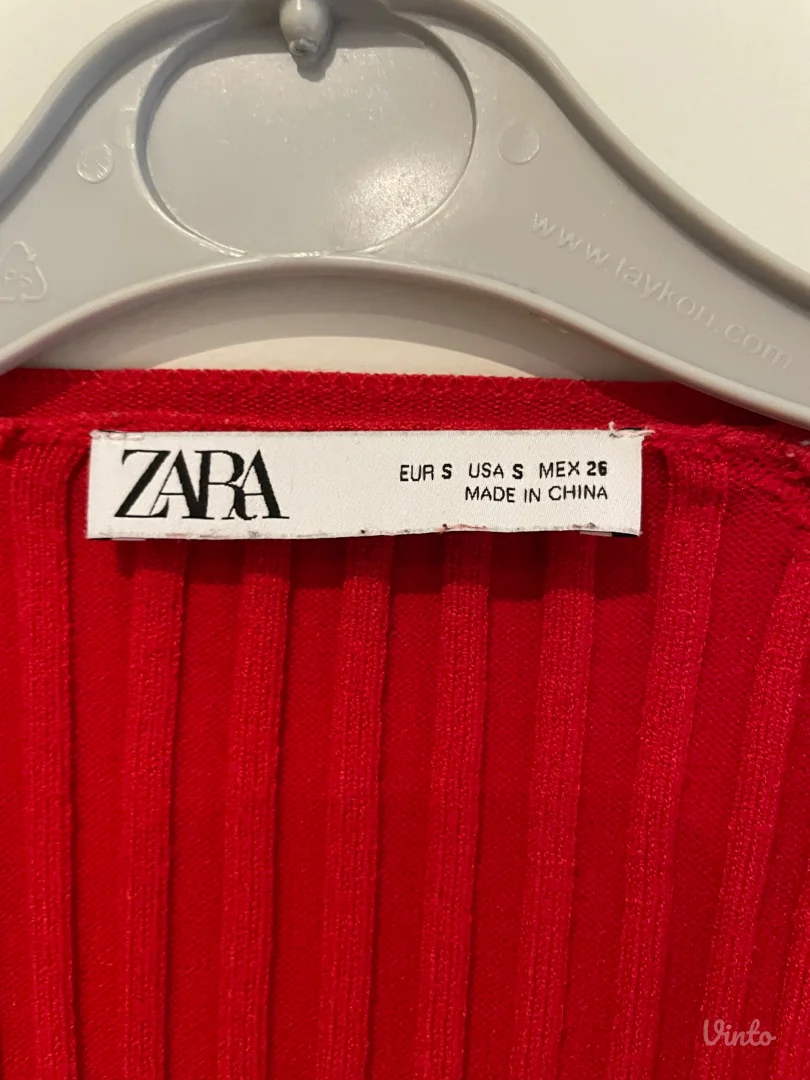 www.taykon.com
ZARA
EUR S USA S MEX 26
MADE IN CHINA
Vinto